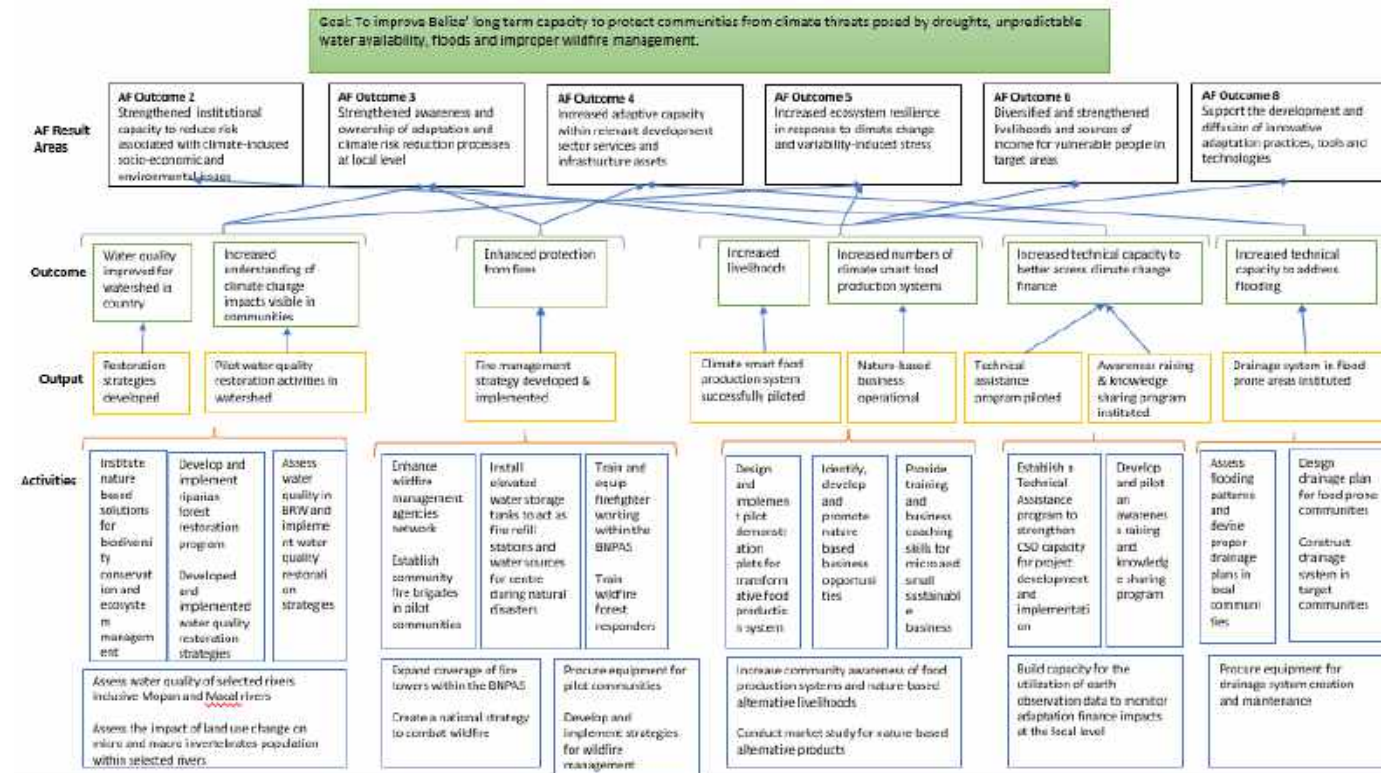 Goal: To improve Belize' long term capacity to protect communities from climate threats posed by droughts, unpredictable
water availability, floods and improper wildfire management.
AF Result
Areas
AF Outcome 2
Strengthened institutional
capacity to reduce risk
associated with climate-induced
socio-economic and
environmental issues
AF Outcome 3
Strengthened awareness and
ownership of adaptation and
climate risk reduction processes
at local level
AF Outcome 4
Increased adaptive capacity
within relevant development
sector services and
infrastructure assets
AF Outcome 5
Increased ecosystem resilience
in response to climate change
and variability-induced stress
AF Outcome 6
Diversified and strengthened
livelihoods and sources of
income for vulnerable people in
target areas
AF Outcome 8
Support the development and
diffusion of innovative
adaptation practices, tools and
technologies
Outcome
Water quality
improved for
watershed in
country
Increased
understanding of
climate change
impacts visible in
communities
Enhanced protection
from fires
Increased
livelihoods
Increased numbers of
climate smart food
production systems
Increased technical capacity to
better access climate change
finance
Increased technical
capacity to address
flooding
Output
Restoration
strategies
developed
Pilot water quality
restoration activities in
watershed
Fire management
strategy developed &
implemented
Climate smart food
production system
successfully piloted
Nature-based
business
operational
Technical
assistance
program piloted
Awareness raising
& knowledge
sharing program
instituted
Drainage system in flood
prone areas instituted
Activities
Institute
nature
based
solutions
for
biodiversi
ty
conservat
ion and
ecosyste
m
managem
ent
Develop and
implement
riparian
forest
restoration
program
Developed
and
implemented
water quality
restoration
strategies
Assess
water
quality in
BRW and
impleme
nt water
quality
restorati
on
strategies
Enhance
wildfire
management
agencies
network
Establish
community
fire brigades
in pilot
communities
Install
elevated
water storage
tanks to act as
fire refill
stations and
water sources
for centre
during natural
disasters
Train and
equip
firefighter
working
within the
BNPAS
Train
wildfire
forest
responders
Design
and
implemen
t pilot
demonstr
ation
plots for
transform
ative food
productio
n system
Identify,
develop
and
promote
nature
based
business
opportuni
ties
Provide
training
and
business
coaching
skills for
micro and
small
sustainabl
e
business
Establish a
Technical
Assistance
program to
strengthen
CSO capacity
for project
development
and
implementati
on
Develop
and pilot
an
awarenes
s raising
and
knowledg
e sharing
program
Assess
flooding
patterns
and
devise
proper
drainage
plans in
local
communi
ties
Design
drainage plan
for food prone
communities
Construct
drainage
system in
target
communities
Assess water quality of selected rivers
inclusive Mopan and Macal rivers
Assess the impact of land use change on
micro and macro invertebrates population
within selected rivers
Expand coverage of fire
towers within the BNPAS
Create a national strategy
to combat wildfire
Procure equipment for
pilot communities
Develop and
implement strategies
for wildfire
management
Increase community awareness of food
production systems and nature-based
alternative livelihoods
Conduct market study for nature-based
alternative products
Build capacity for the
utilization of earth
observation data to monitor
adaptation finance impacts
at the local level
Procure equipment for
drainage system creation
and maintenance